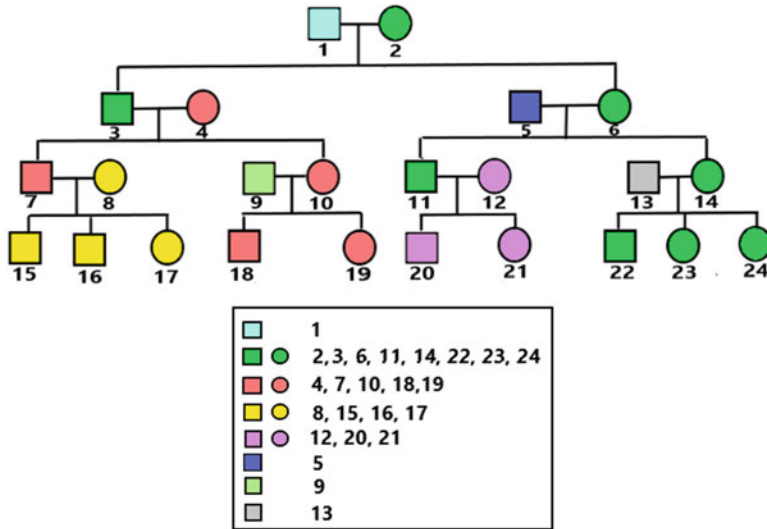 1 2
3 4 5 6
7 8 9 10 11 12 13 14
15 16 17 18 19 20 21 22 23 24
1
2,3, 6, 11, 14, 22, 23, 24
4, 7, 10, 18,19
8, 15, 16, 17
12, 20, 21
5
9
13